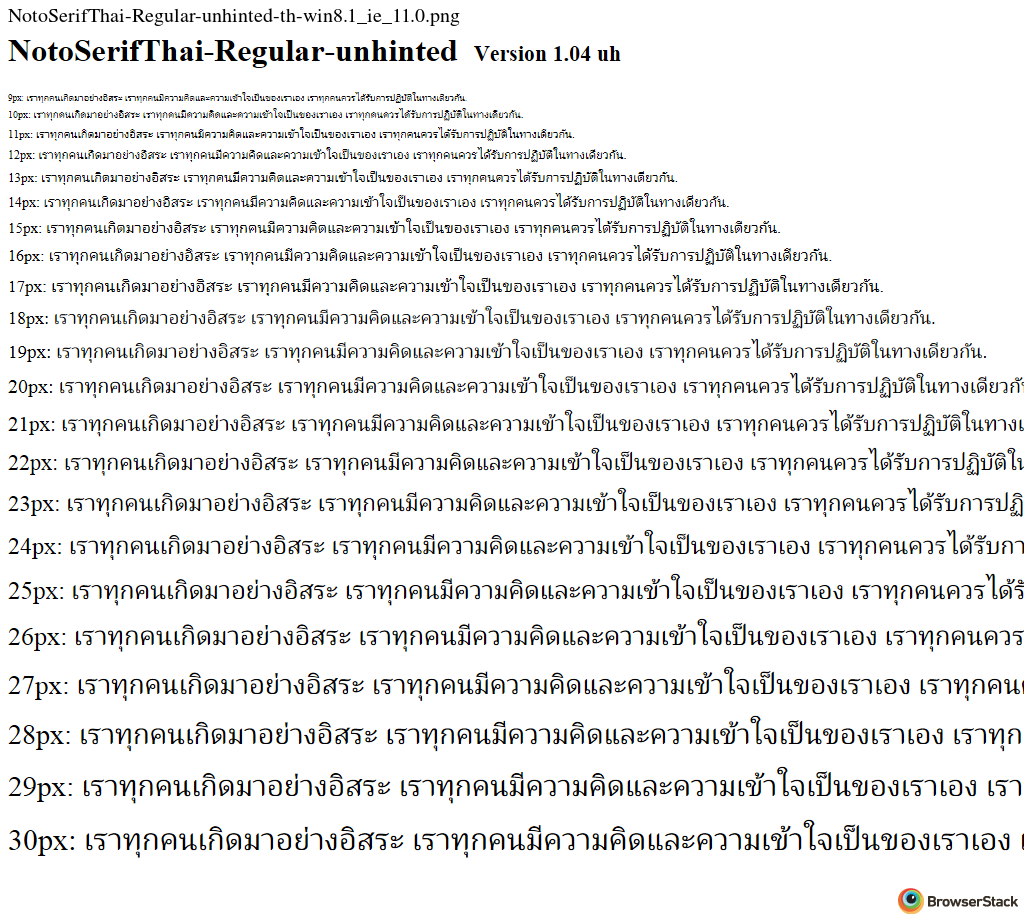 NotoSerifThai-Regular-unhinted-th-win8.1_ie_11.0.png
NotoSerifThai-Regular-unhinted Version 1.04 uh
9px: เราทุกคนเกิดมาอย่างอิสระ เราทุกคนมีความคิดและความเข้าใจเป็นของเราเอง เราทุกคนควรได้รับการปฏิบัติในทางเดียวกัน.
10px: เราทุกคนเกิดมาอย่างอิสระ เราทุกคนมีความคิดและความเข้าใจเป็นของเราเอง เราทุกคนควรได้รับการปฏิบัติในทางเดียวกัน.
11px: เราทุกคนเกิดมาอย่างอิสระ เราทุกคนมีความคิดและความเข้าใจเป็นของเราเอง เราทุกคนควรได้รับการปฏิบัติในทางเดียวกัน.
12px: เราทุกคนเกิดมาอย่างอิสระ เราทุกคนมีความคิดและความเข้าใจเป็นของเราเอง เราทุกคนควรได้รับการปฏิบัติในทางเดียวกัน.
13px: เราทุกคนเกิดมาอย่างอิสระ เราทุกคนมีความคิดและความเข้าใจเป็นของเราเอง เราทุกคนควรได้รับการปฏิบัติในทางเดียวกัน.
14px: เราทุกคนเกิดมาอย่างอิสระ เราทุกคนมีความคิดและความเข้าใจเป็นของเราเอง เราทุกคนควรได้รับการปฏิบัติในทางเดียวกัน.
15px: เราทุกคนเกิดมาอย่างอิสระ เราทุกคนมีความคิดและความเข้าใจเป็นของเราเอง เราทุกคนควรได้รับการปฏิบัติในทางเดียวกัน.
16px: เราทุกคนเกิดมาอย่างอิสระ เราทุกคนมีความคิดและความเข้าใจเป็นของเราเอง เราทุกคนควรได้รับการปฏิบัติในทางเดียวกัน.
17px: เราทุกคนเกิดมาอย่างอิสระ เราทุกคนมีความคิดและความเข้าใจเป็นของเราเอง เราทุกคนควรได้รับการปฏิบัติในทางเดียวกัน.
18px: เราทุกคนเกิดมาอย่างอิสระ เราทุกคนมีความคิดและความเข้าใจเป็นของเราเอง เราทุกคนควรได้รับการปฏิบัติในทางเดียวกัน.
19px: เราทุกคนเกิดมาอย่างอิสระ เราทุกคนมีความคิดและความเข้าใจเป็นของเราเอง เราทุกคนควรได้รับการปฏิบัติในทางเดียวกัน.
20px: เราทุกคนเกิดมาอย่างอิสระ เราทุกคนมีความคิดและความเข้าใจเป็นของเราเอง เราทุกคนควรได้รับการปฏิบัติในทางเดียวกั
21px: เราทุกคนเกิดมาอย่างอิสระ เราทุกคนมีความคิดและความเข้าใจเป็นของเราเอง เราทุกคนควรได้รับการปฏิบัติในทาง
22px: เราทุกคนเกิดมาอย่างอิสระ เราทุกคนมีความคิดและความเข้าใจเป็นของเราเอง เราทุกคนควรได้รับการปฏิบัติใน
23px: เราทุกคนเกิดมาอย่างอิสระ เราทุกคนมีความคิดและความเข้าใจเป็นของเราเอง เราทุกคนควรได้รับการปฏิ
24px: เราทุกคนเกิดมาอย่างอิสระ เราทุกคนมีความคิดและความเข้าใจเป็นของเราเอง เราทุกคนควรได้รับกา
25px: เราทุกคนเกิดมาอย่างอิสระ เราทุกคนมีความคิดและความเข้าใจเป็นของเราเอง เราทุกคนควรได้รั
26px: เราทุกคนเกิดมาอย่างอิสระ เราทุกคนมีความคิดและความเข้าใจเป็นของเราเอง เราทุกคนควร
27px: เราทุกคนเกิดมาอย่างอิสระ เราทุกคนมีความคิดและความเข้าใจเป็นของเราเอง เราทุกคน
28px: เราทุกคนเกิดมาอย่างอิสระ เราทุกคนมีความคิดและความเข้าใจเป็นของเราเอง เราทุก
29px: เราทุกคนเกิดมาอย่างอิสระ เราทุกคนมีความคิดและความเข้าใจเป็นของเราเอง เรา
30px: เราทุกคนเกิดมาอย่างอิสระ เราทุกคนมีความคิดและความเข้าใจเป็นของเราเอง เ
BrowserStack